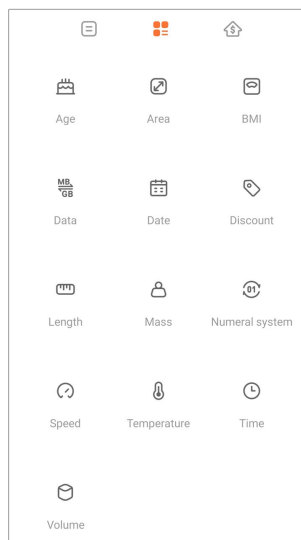 Age
Area
BMI
MB
GB
Data
Date
Discount
Length
Mass
01
Numeral system
Speed
Temperature
Time
Volume